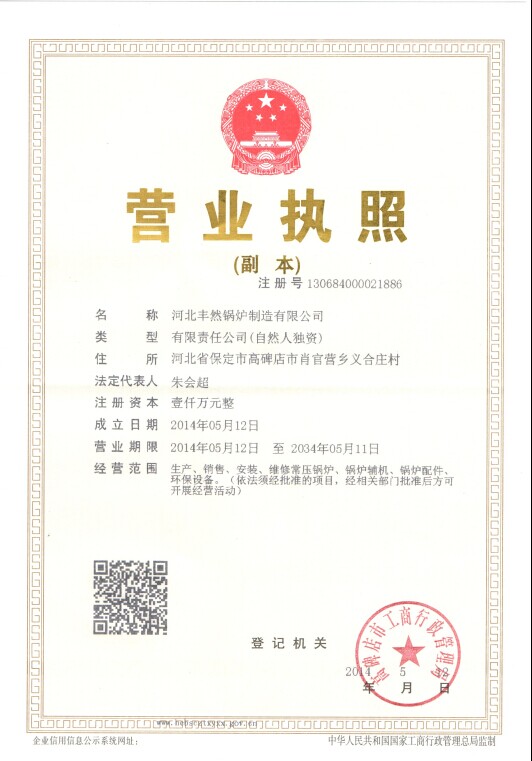 营业执照
(副 本)
注册号 130684000021886
名 称 河北丰然锅炉制造有限公司
类 型 有限责任公司(自然人独资)
住 所 河北省保定市高碑店市肖官营乡义合庄村
法定代表人 朱会超
注册资本 壹仟万元整
成立日期 2014年05月12日
营业期限 2014年05月12日 至 2034年05月11日
经营范围 生产、销售、安装、维修常压锅炉、锅炉辅机、锅炉配件、
环保设备。(依法须经批准的项目,经相关部门批准后方可
开展经营活动)
登记机关
高碑店市工商行政管理局
2014 5 12
年 月 日
企业信用信息公示系统网址:
中华人民共和国国家工商行政管理总局监制